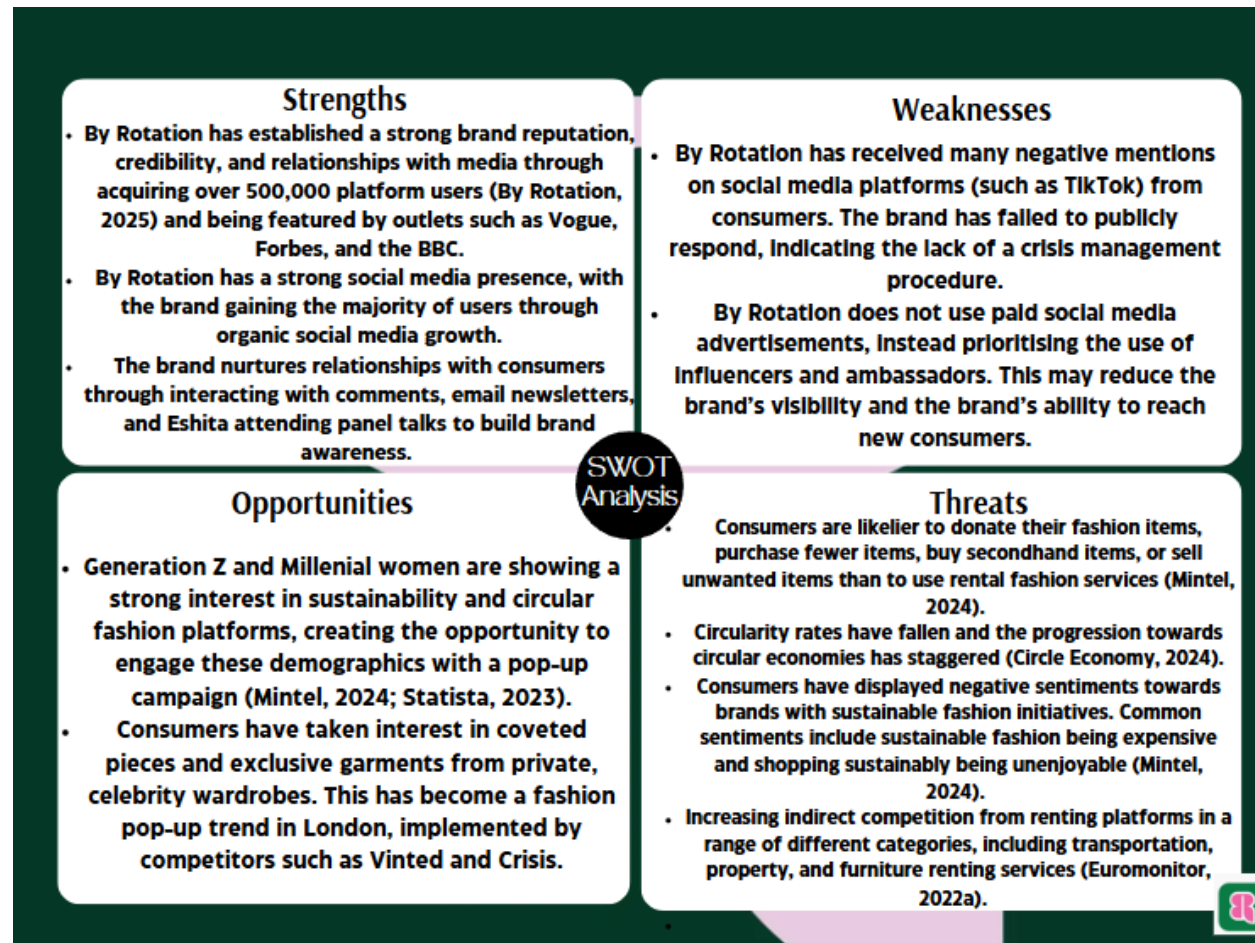 Strengths
• By Rotation has established a strong brand reputation,
credibility, and relationships with media through
acquiring over 500,000 platform users (By Rotation,
2025) and being featured by outlets such as Vogue,
Forbes, and the BBC.
• By Rotation has a strong social media presence, with
the brand gaining the majority of users through
organic social media growth.
• The brand nurtures relationships with consumers
through interacting with comments, email newsletters,
and Eshita attending panel talks to build brand
awareness.
Weaknesses
• By Rotation has received many negative mentions
on social media platforms (such as TikTok) from
consumers. The brand has failed to publicly
respond, indicating the lack of a crisis management
procedure.
• By Rotation does not use paid social media
advertisements, instead prioritising the use of
influencers and ambassadors. This may reduce the
brand's visibility and the brand's ability to reach
new consumers.
SWOT
Analysis
Opportunities
• Generation Z and Millenial women are showing a
strong interest in sustainability and circular
fashion platforms, creating the opportunity to
engage these demographics with a pop-up
campaign (Mintel, 2024; Statista, 2023).
• Consumers have taken interest in coveted
pieces and exclusive garments from private,
celebrity wardrobes. This has become a fashion
pop-up trend in London, implemented by
competitors such as Vinted and Crisis.
Threats
• Consumers are likelier to donate their fashion items,
purchase fewer items, buy secondhand items, or sell
unwanted items than to use rental fashion services (Mintel,
2024).
• Circularity rates have fallen and the progression towards
circular economies has staggered (Circle Economy, 2024).
• Consumers have displayed negative sentiments towards
brands with sustainable fashion initiatives. Common
sentiments include sustainable fashion being expensive
and shopping sustainably being unenjoyable (Mintel,
2024).
• Increasing indirect competition from renting platforms in a
range of different categories, including transportation,
property, and furniture renting services (Euromonitor,
2022a).